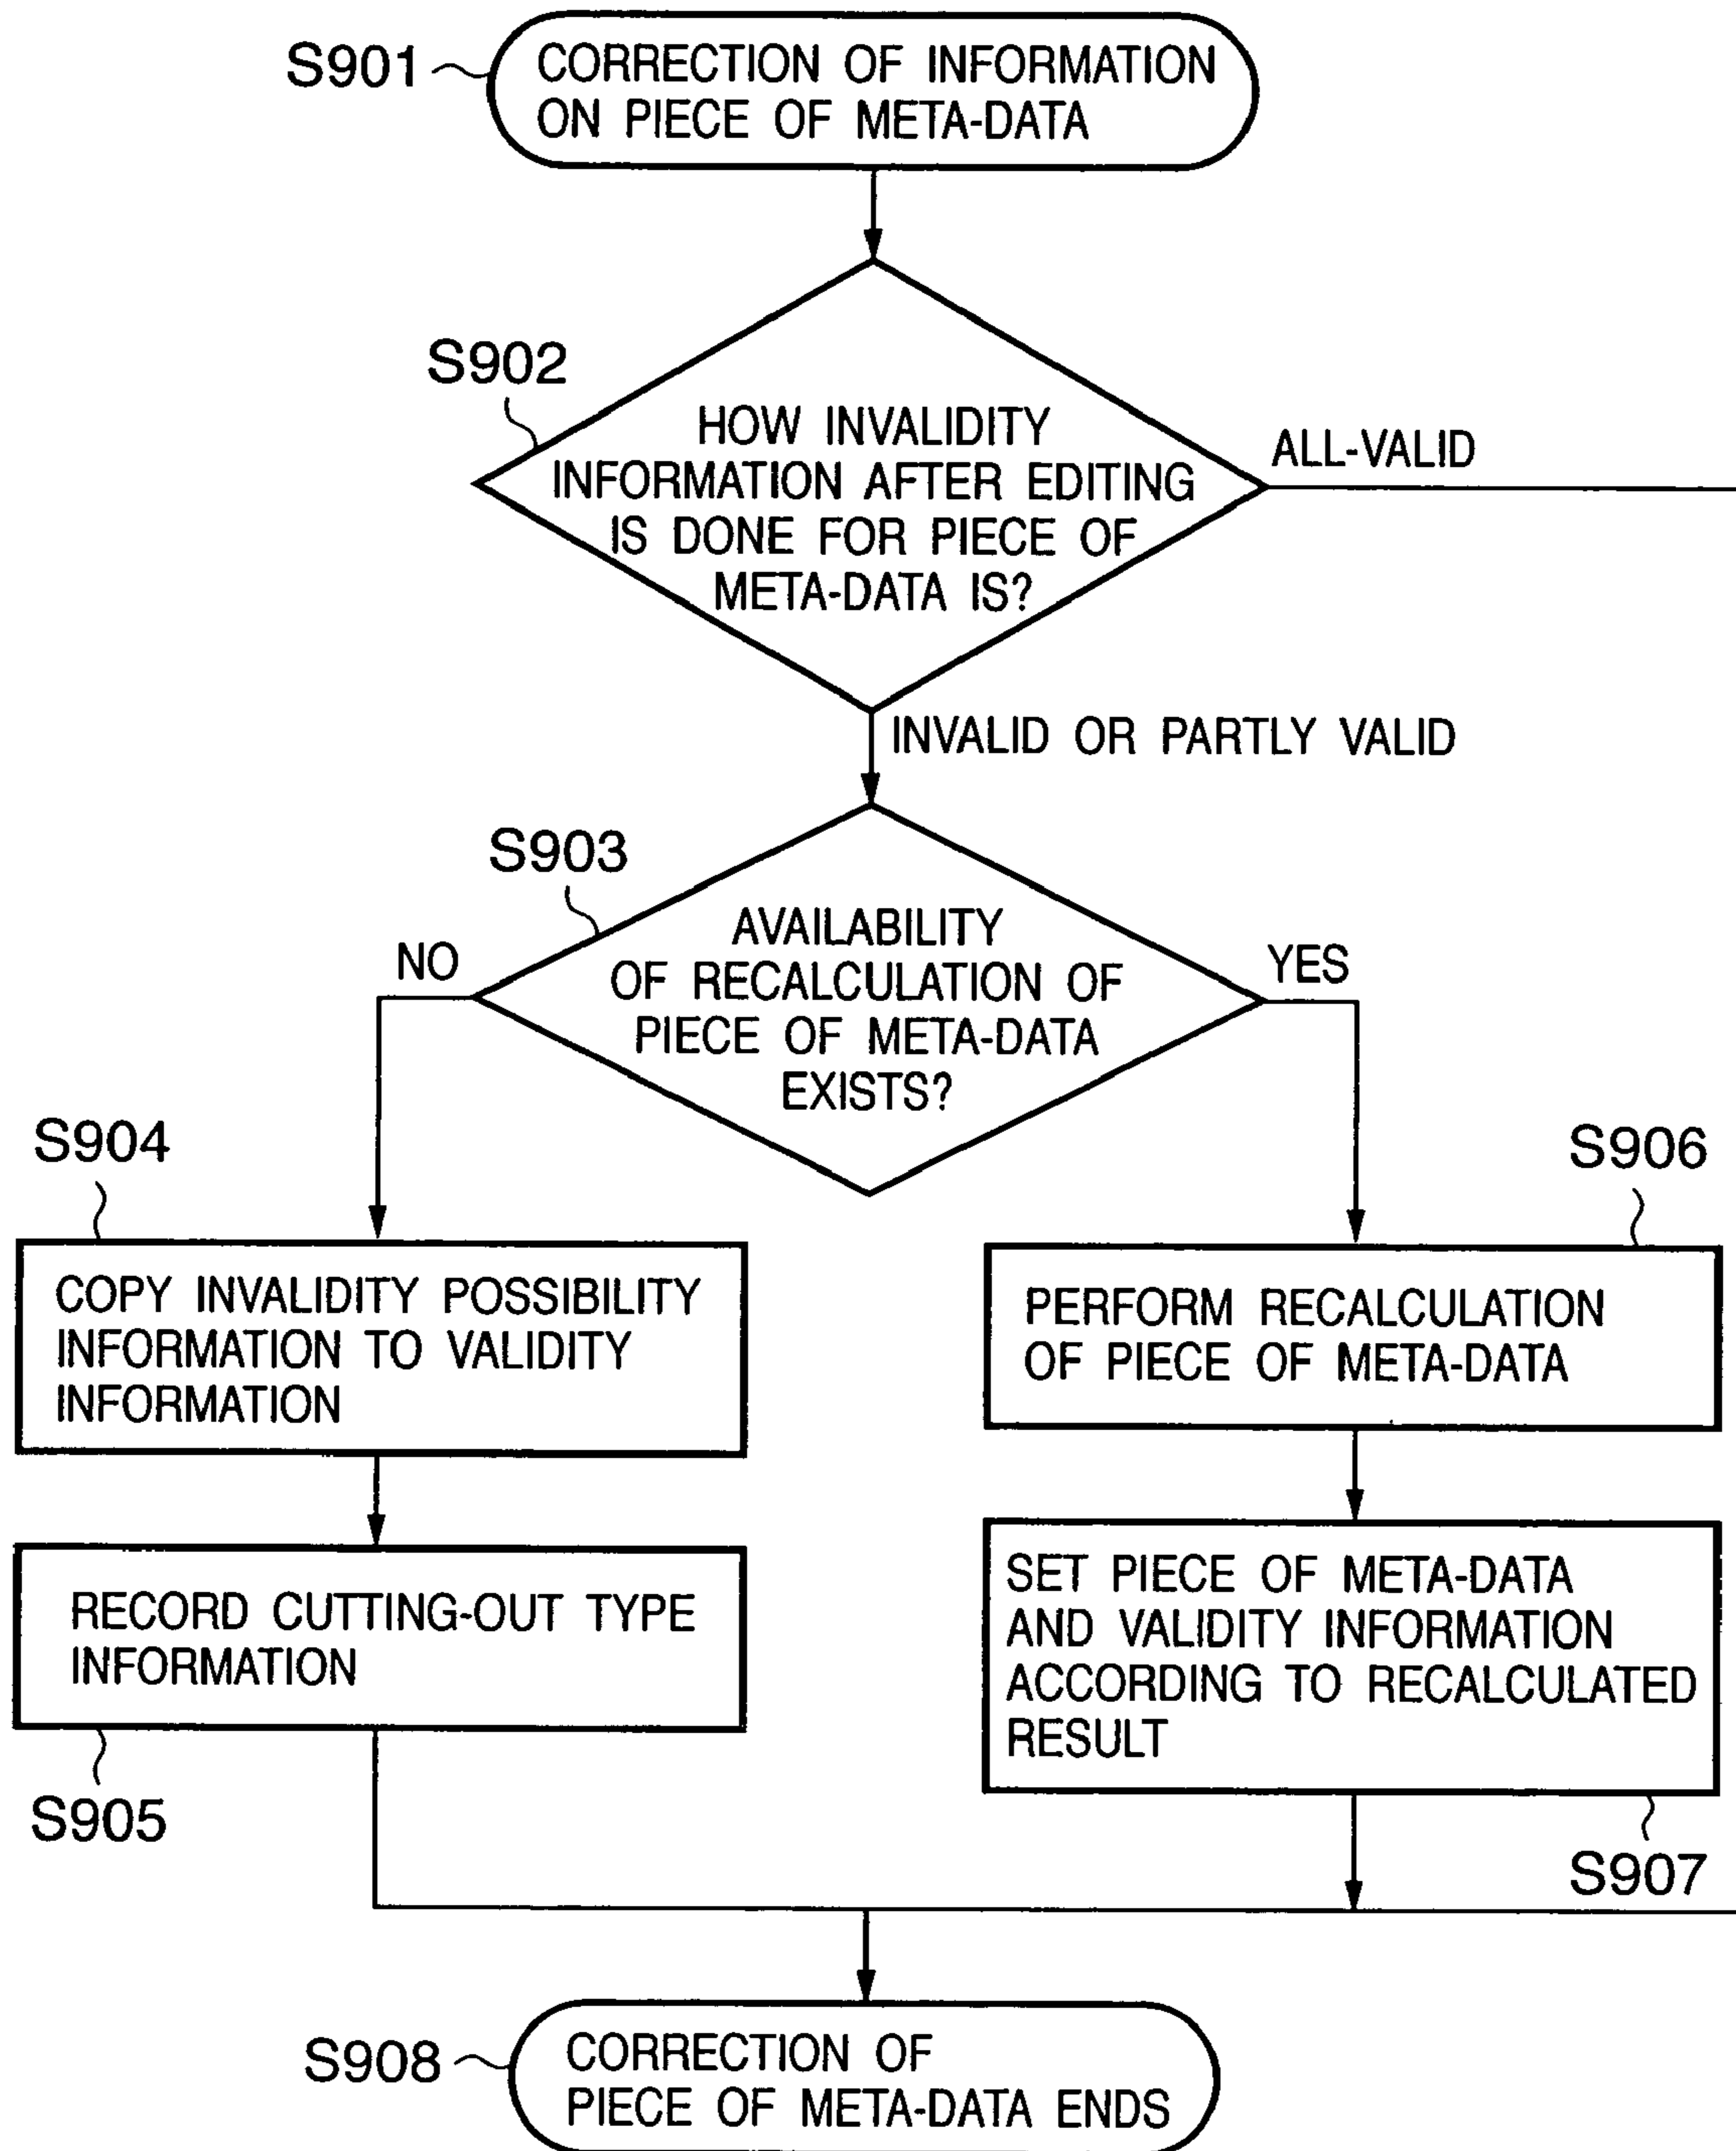 S901
CORRECTION OF INFORMATION
ON PIECE OF META-DATA
S902
HOW INVALIDITY
INFORMATION AFTER EDITING
IS DONE FOR PIECE OF
META-DATA IS?
ALL-VALID
INVALID OR PARTLY VALID
S903
AVAILABILITY
OF RECALCULATION OF
PIECE OF META-DATA
EXISTS?
NO
YES
S904
COPY INVALIDITY POSSIBILITY
INFORMATION TO VALIDITY
INFORMATION
S906
PERFORM RECALCULATION
OF PIECE OF META-DATA
RECORD CUTTING-OUT TYPE
INFORMATION
S905
SET PIECE OF META-DATA
AND VALIDITY INFORMATION
ACCORDING TO RECALCULATED
RESULT
S907
S908
CORRECTION OF
PIECE OF META-DATA ENDS